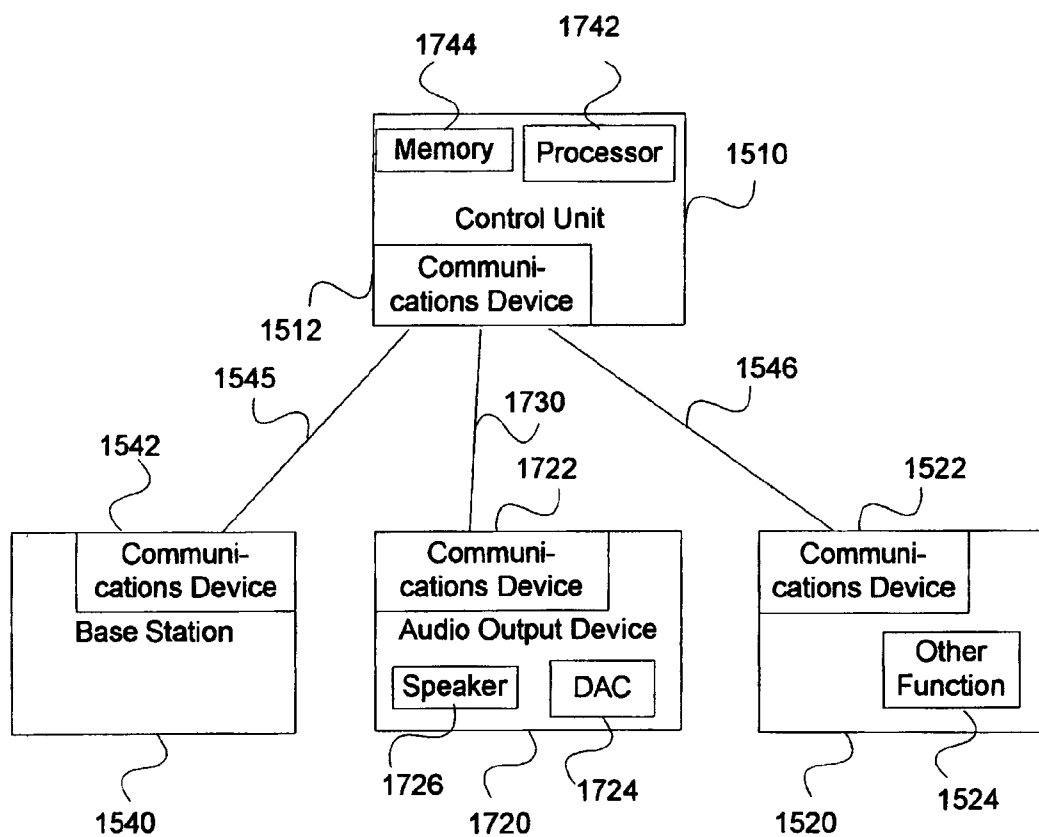 1744
1742
Memory
Processor
1510
Control Unit
Communi-
cations Device
1512
1545
1730
1546
1542
1722
1522
Communi-
cations Device
Base Station
Communi-
cations Device
Audio Output Device
Speaker
DAC
Communi-
cations Device
Other
Function
1726
1724
1524
1540
1720
1520